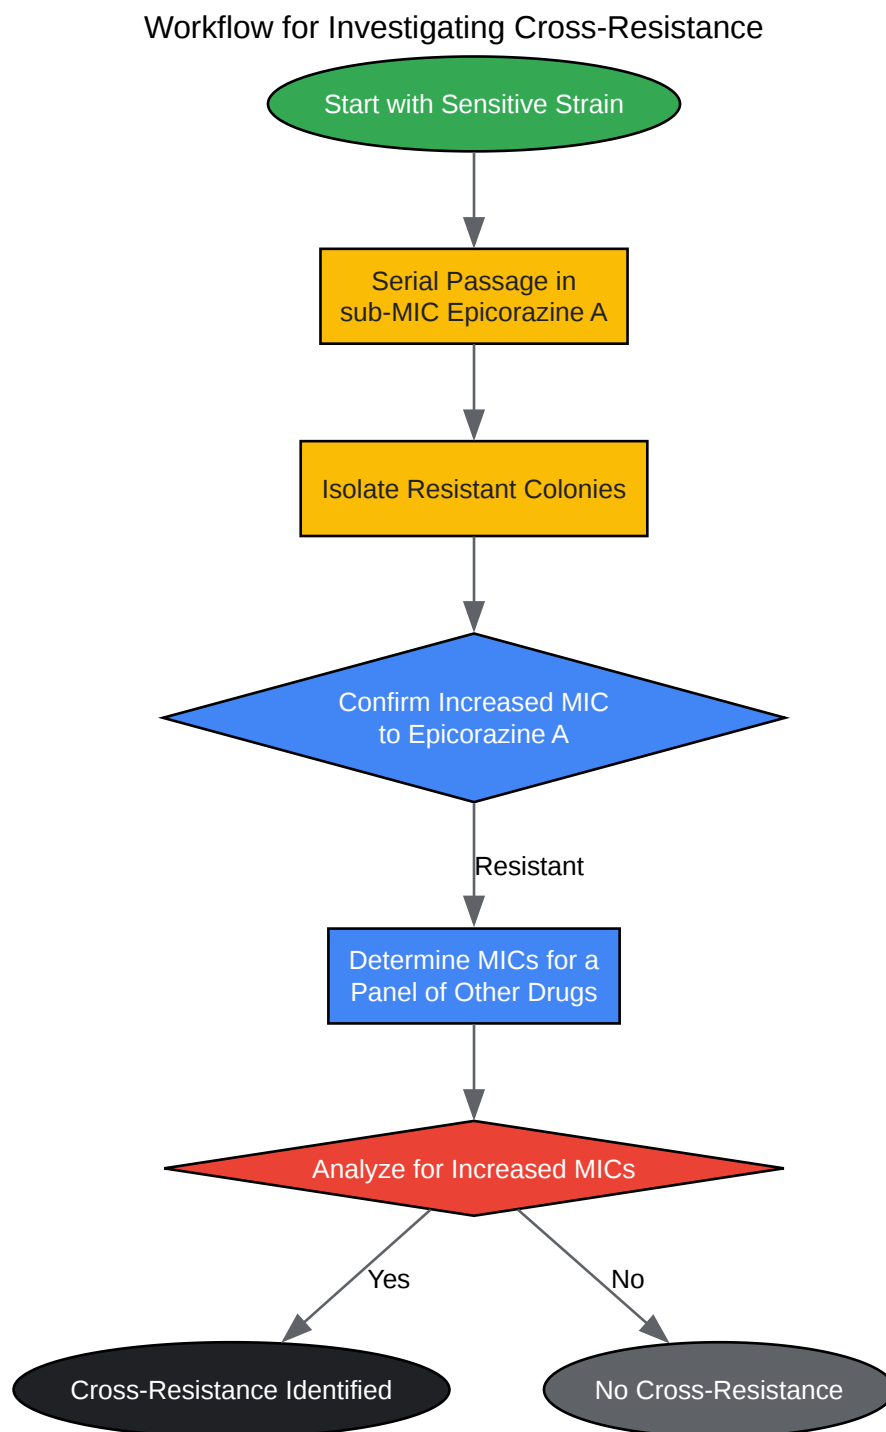 Workflow for Investigating Cross-Resistance
Start with Sensitive Strain
Serial Passage in
sub-MIC Epicorazine A
Isolate Resistant Colonies
Confirm Increased MIC
to Epicorazine A
Resistant
Determine MICs for a
Panel of Other Drugs
Analyze for Increased MICs
Yes
No
Cross-Resistance Identified
No Cross-Resistance